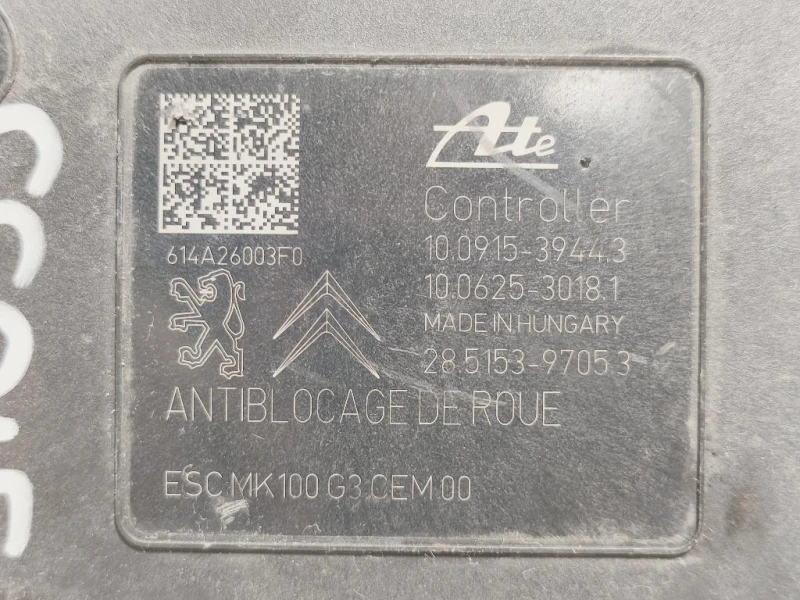 Ate
Controller
10.0915-3944.3
614A26003F0
10.0625-3018.1
MADE IN HUNGARY
28.5153-9705.3
ANTIBLOCAGE DE ROUE
ESC MK100 G3 CEM 00